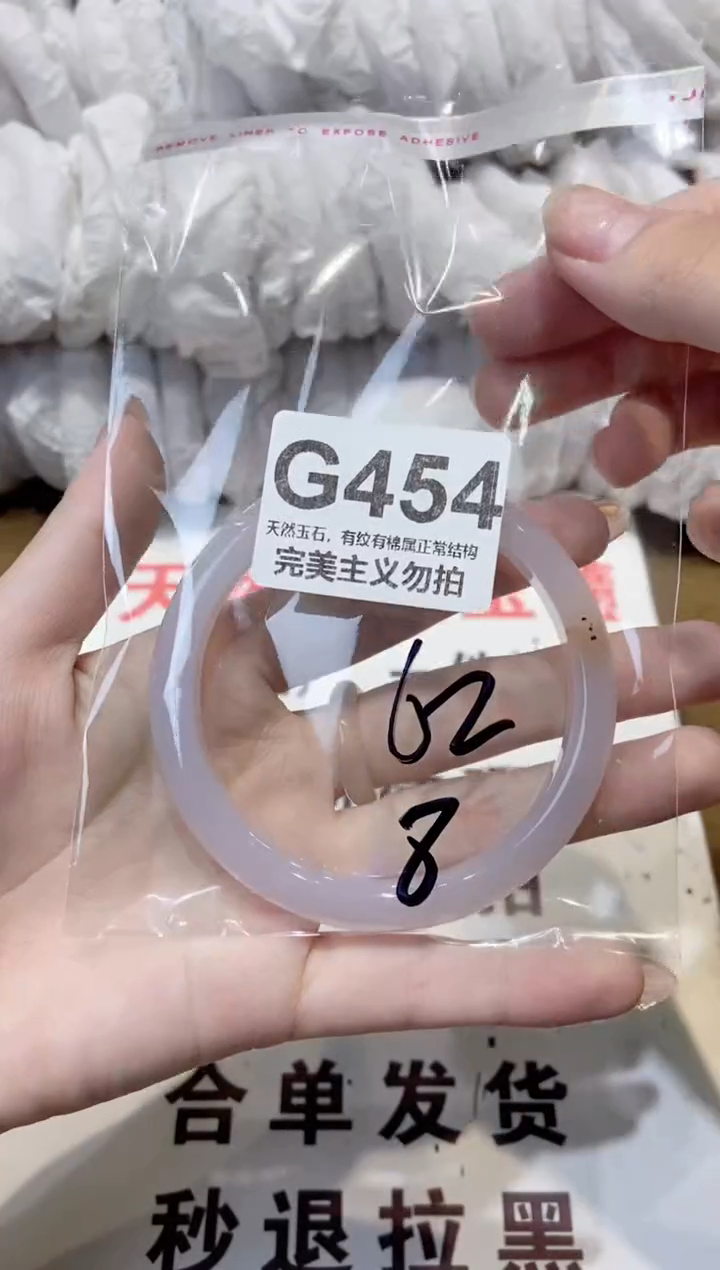 REMOVE LINER TO EXPOSE ADHESIVE
G454
天然玉石，有纹有棉属正常结构
完美主义勿拍
天
62
8
合单发货
秒退拉黑